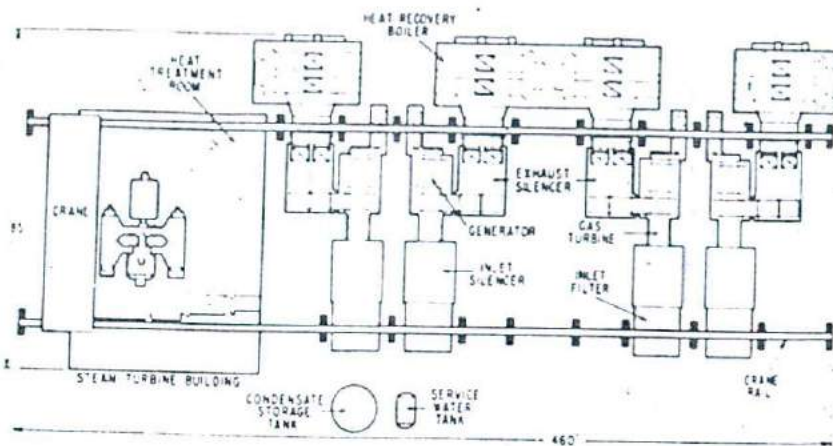 HEAT RECOVERY
BOILER
HEAT
TREATMENT
ROOM
CRANE
EXHAUST
SILENCER
GENERATOR
GAS
TURBINE
INLET
SILENCER
INLET
FILTER
STEAM TURBINE BUILDING
CONDENSATE
STORAGE
TANK
SERVICE
WATER
TANK
CRANE
RAIL
460'